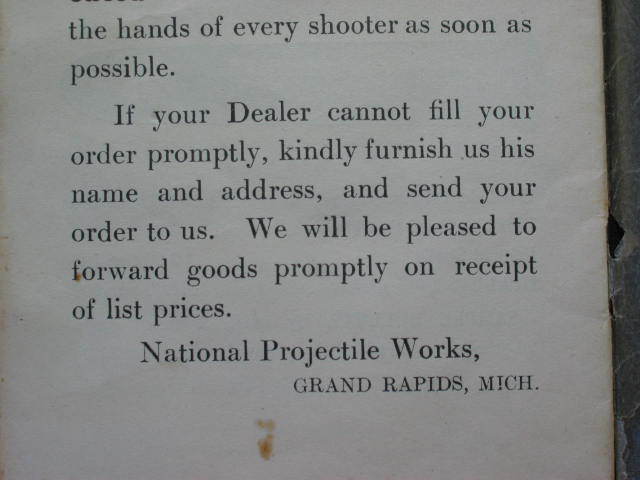 the hands of every shooter as soon as
possible.
If your Dealer cannot fill your
order promptly, kindly furnish us his
name and address, and send your
order to us. We will be pleased to
forward goods promptly on receipt
of list prices.
National Projectile Works,
GRAND RAPIDS, MICH.